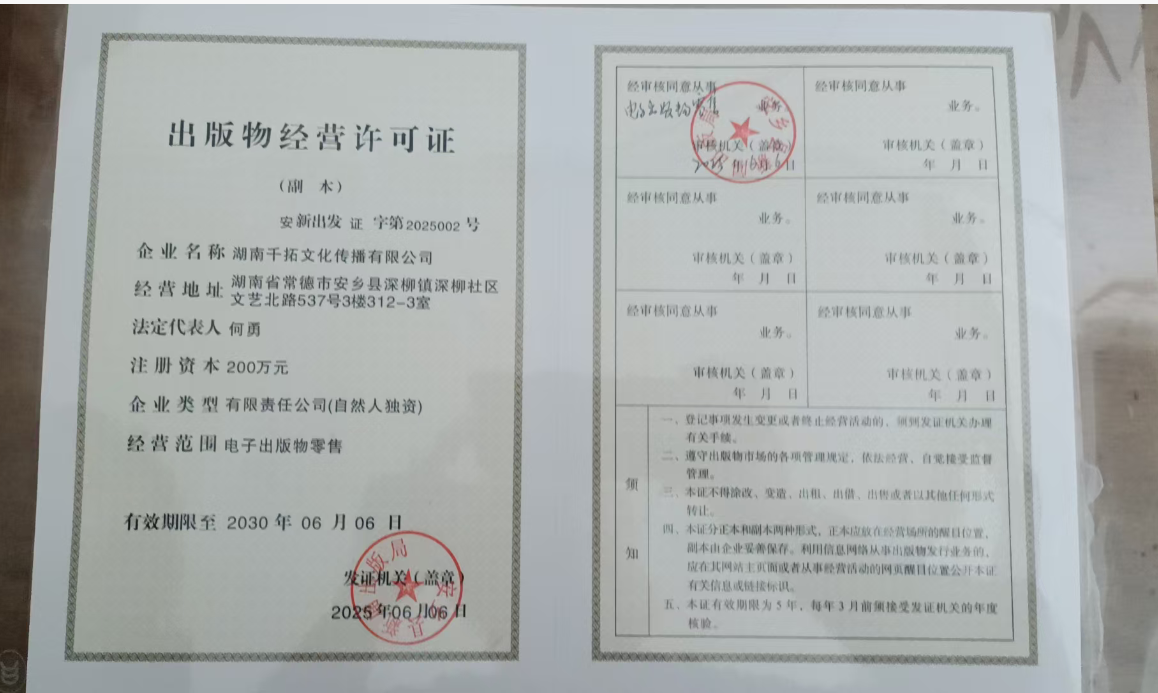 出版物经营许可证
（副 本）
安新出发 证 字第2025002 号
企业名称 湖南千拓文化传播有限公司
经营地址 湖南省常德市安乡县深柳镇深柳社区
文艺北路537号3楼312-3室
法定代表人 何勇
注册资本 200万元
企业类型 有限责任公司(自然人独资)
经营范围 电子出版物零售
有效期限至 2030 年 06 月 06 日
发证机关（盖章）
2025年06月06日
经审核同意从事
电子出版物零售 业务。
审核机关（盖章）
2025年6月6日
经审核同意从事
业务。
审核机关（盖章）
年 月 日
经审核同意从事
业务。
审核机关（盖章）
年 月 日
经审核同意从事
业务。
审核机关（盖章）
年 月 日
经审核同意从事
业务。
审核机关（盖章）
年 月 日
经审核同意从事
业务。
审核机关（盖章）
年 月 日
须知
一、登记事项发生变更或者终止经营活动的，须到发证机关办理
有关手续。
二、遵守出版物市场的各项管理规定，依法经营，自觉接受监督
管理。
三、本证不得涂改、变造、出租、出借、出售或者以其他任何形式
转让。
四、本证分正本和副本两种形式，正本应放在经营场所的醒目位置，
副本由企业妥善保存。利用信息网络从事出版物发行业务的，
应在其网站主页面或者从事经营活动的网页醒目位置公开本证
有关信息或链接标识。
五、本证有效期限为5年，每年3月前须接受发证机关的年度
核验。